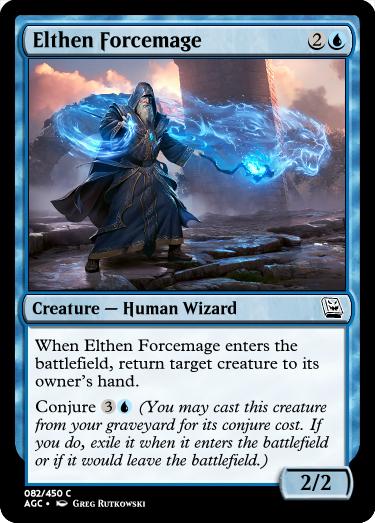 Elthen Forcemage 2
Creature — Human Wizard
When Elthen Forcemage enters the
battlefield, return target creature to its
owner's hand.
Conjure 3 (You may cast this creature
from your graveyard for its conjure cost. If
you do, exile it when it enters the battlefield
or if it would leave the battlefield.)
2/2
082/450 C
AGC • Greg Rutkowski